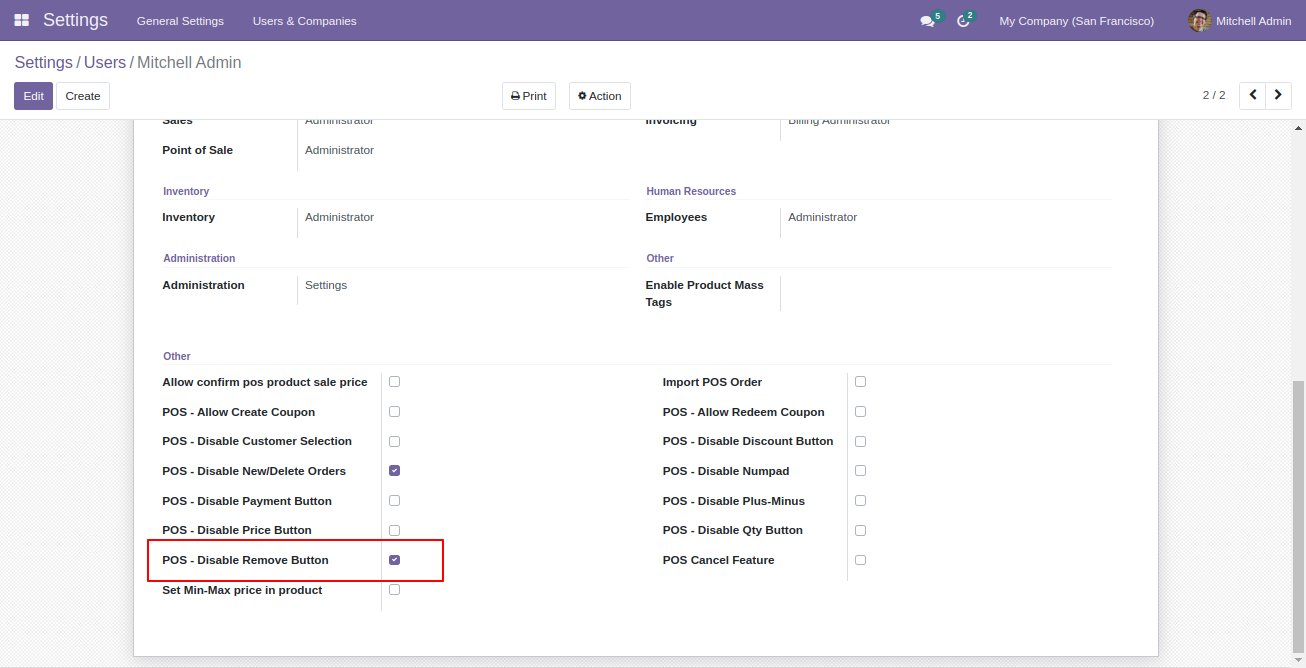 Settings General Settings Users & Companies 5 2 My Company (San Francisco) Mitchell Admin
Settings / Users / Mitchell Admin
Edit Create Print Action 2 / 2
Sales Administrator Invoicing Billing Administrator
Point of Sale Administrator
Inventory Human Resources
Inventory Administrator Employees Administrator
Administration Other
Administration Settings Enable Product Mass
Tags
Other
Allow confirm pos product sale price Import POS Order
POS - Allow Create Coupon POS - Allow Redeem Coupon
POS - Disable Customer Selection POS - Disable Discount Button
POS - Disable New/Delete Orders POS - Disable Numpad
POS - Disable Payment Button POS - Disable Plus-Minus
POS - Disable Price Button POS - Disable Qty Button
POS - Disable Remove Button POS Cancel Feature
Set Min-Max price in product